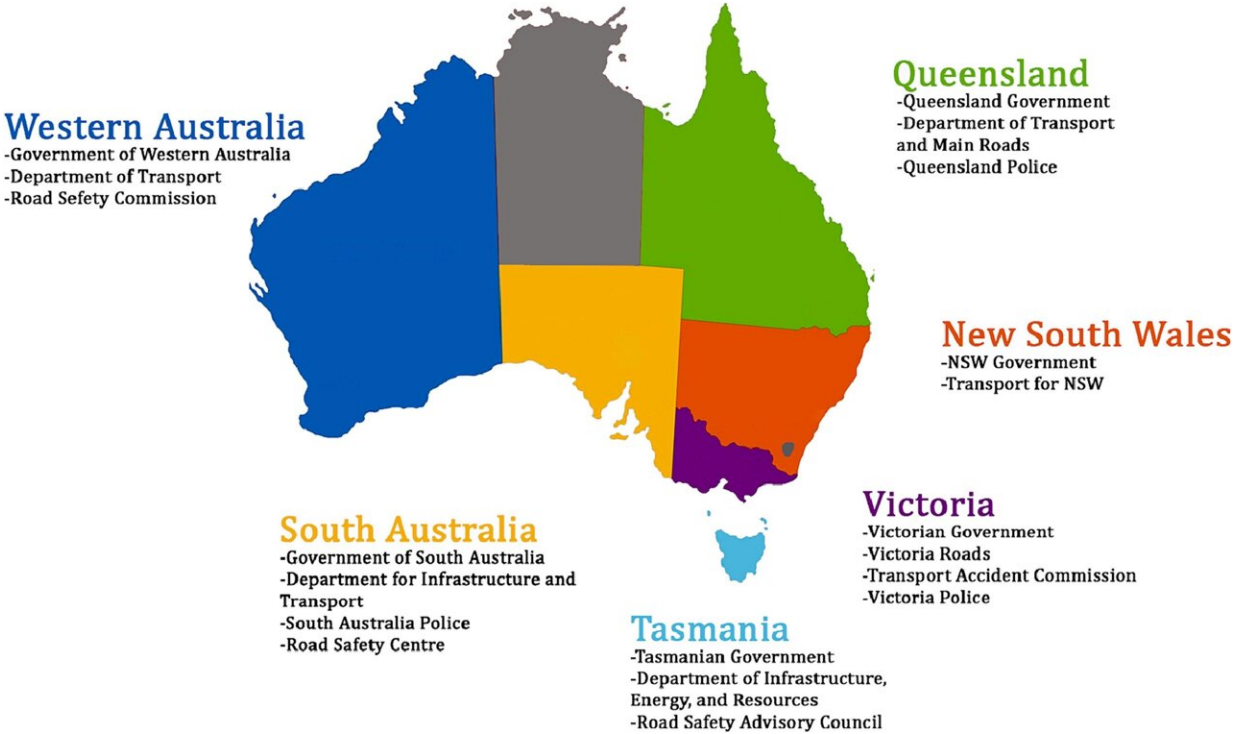 Western Australia
-Government of Western Australia
-Department of Transport
-Road Sefety Commission
Queensland
-Queensland Government
-Department of Transport
and Main Roads
-Queensland Police
New South Wales
-NSW Government
-Transport for NSW
Victoria
-Victorian Government
-Victoria Roads
-Transport Accident Commission
-Victoria Police
South Australia
-Government of South Australia
-Department for Infrastructure and
Transport
-South Australia Police
-Road Safety Centre
Tasmania
-Tasmanian Government
-Department of Infrastructure,
Energy, and Resources
-Road Safety Advisory Council